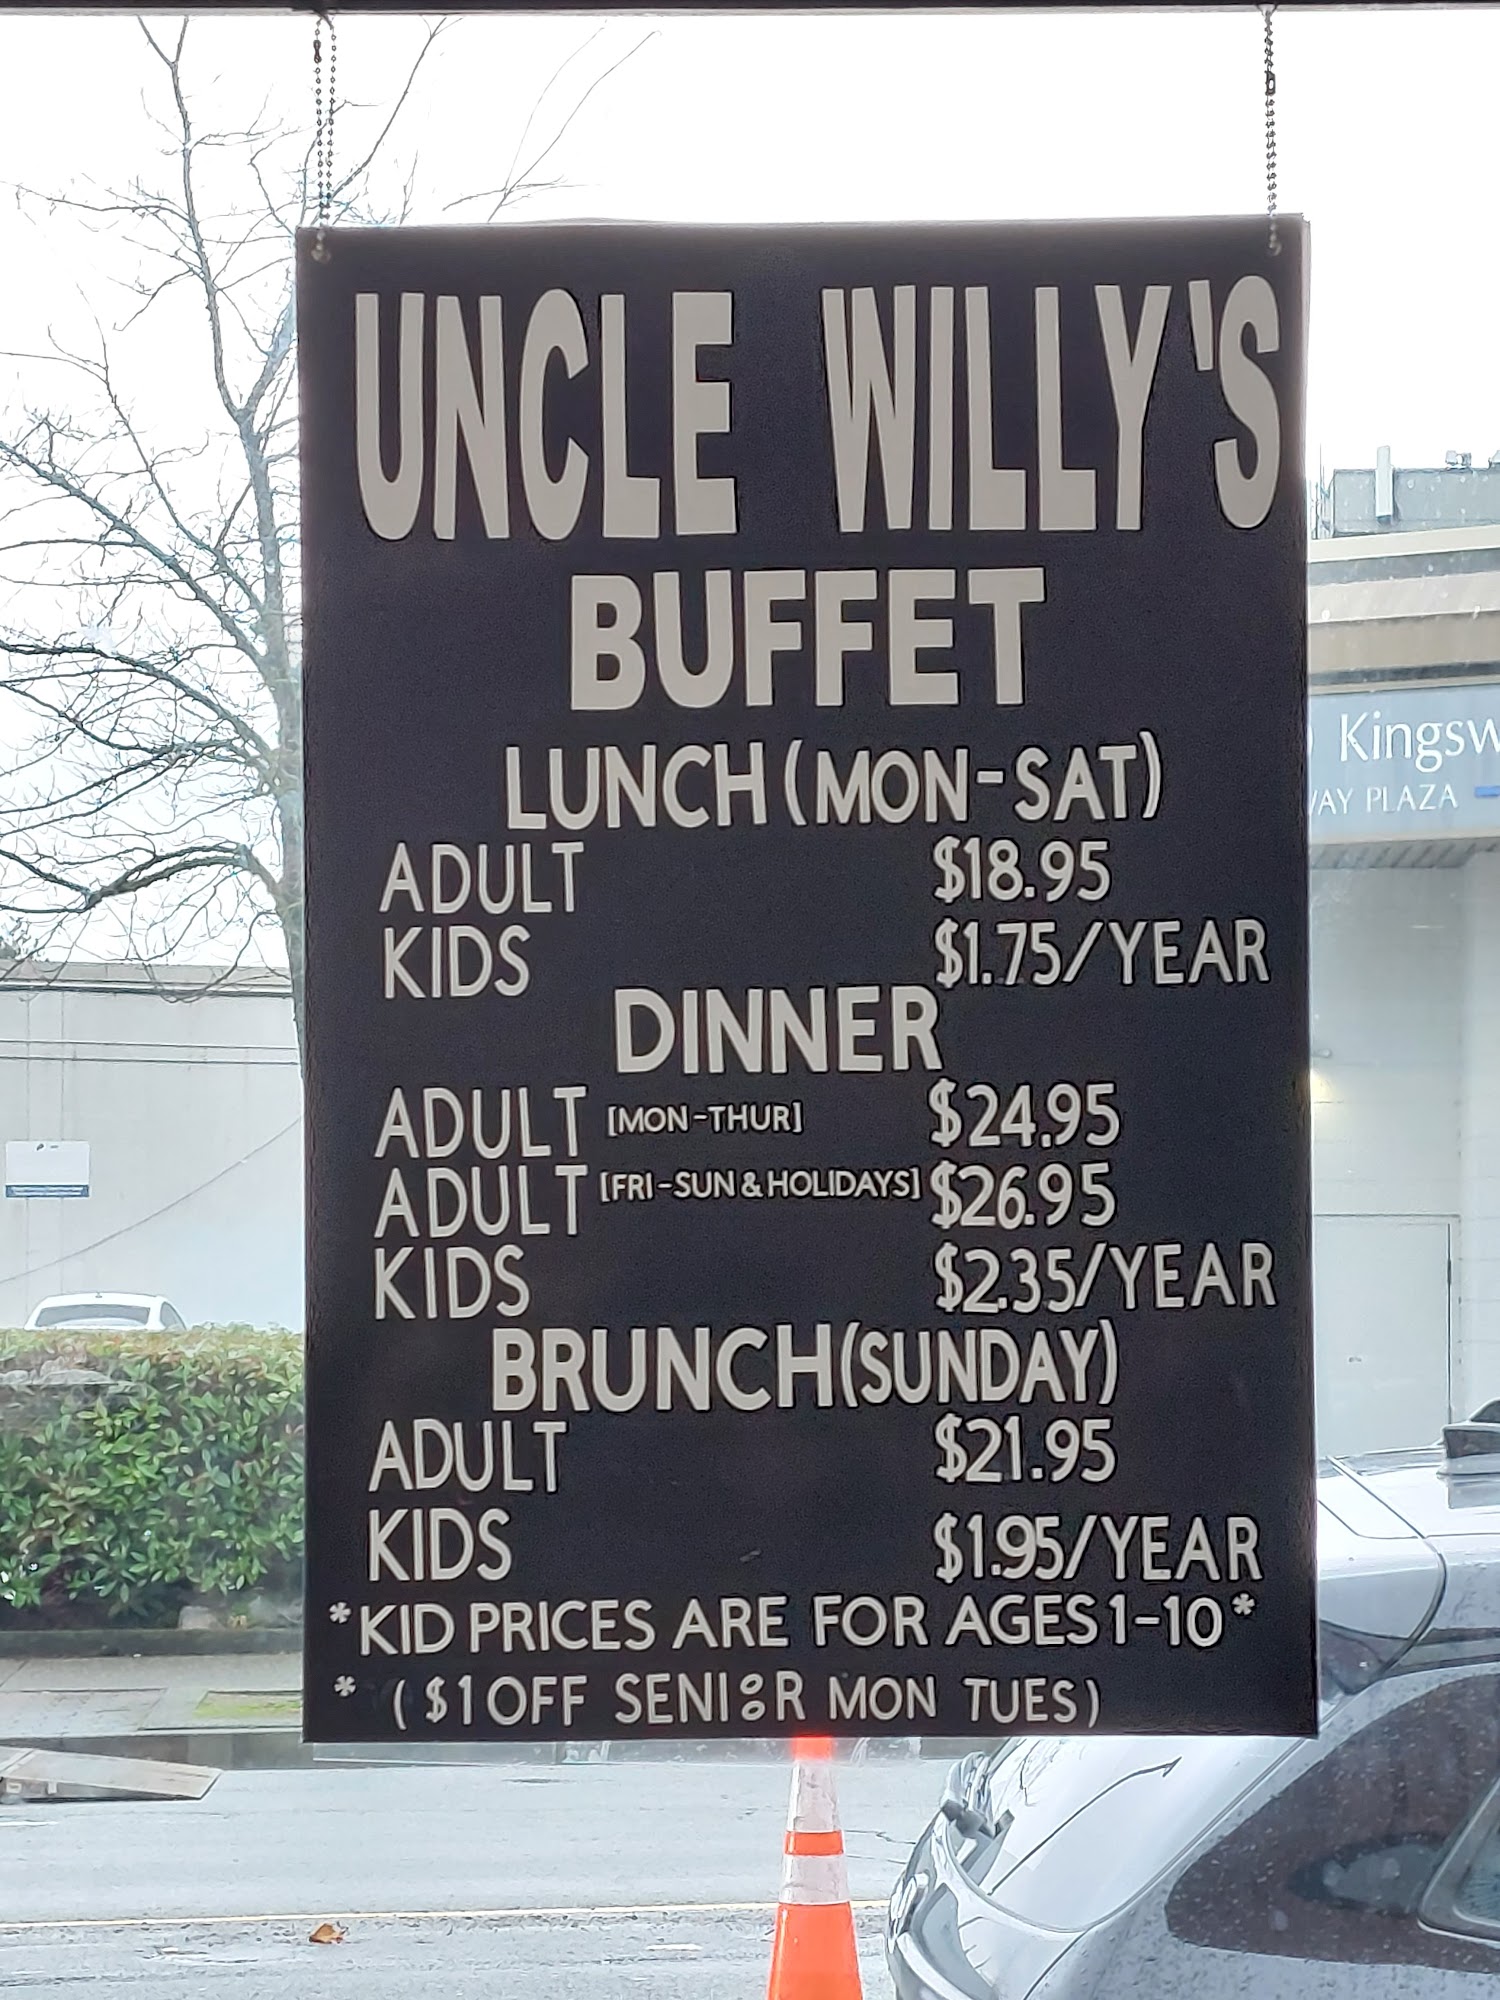 UNCLE WILLY'S
BUFFET
LUNCH (MON-SAT)
ADULT $18.95
KIDS $1.75/YEAR
DINNER
ADULT [MON-THUR] $24.95
ADULT [FRI-SUN & HOLIDAYS] $26.95
KIDS $2.35/YEAR
BRUNCH (SUNDAY)
ADULT $21.95
KIDS $1.95/YEAR
*KID PRICES ARE FOR AGES 1-10*
* ($1 OFF SENIOR MON TUES)
Kingsw
WAY PLAZA